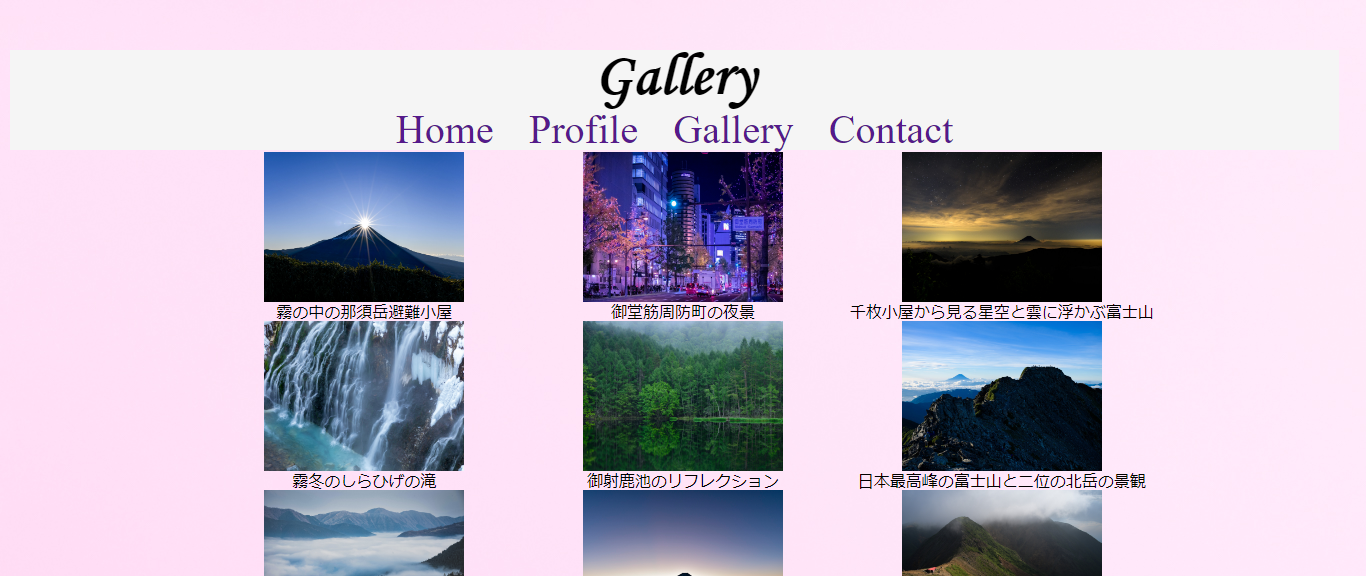 Gallery
Home Profile Gallery Contact
霧の中の那須岳避難小屋
御堂筋周防町の夜景
千枚小屋から見る星空と雲に浮かぶ富士山
霧冬のしらひげの滝
御射鹿池のリフレクション
日本最高峰の富士山と二位の北岳の景観